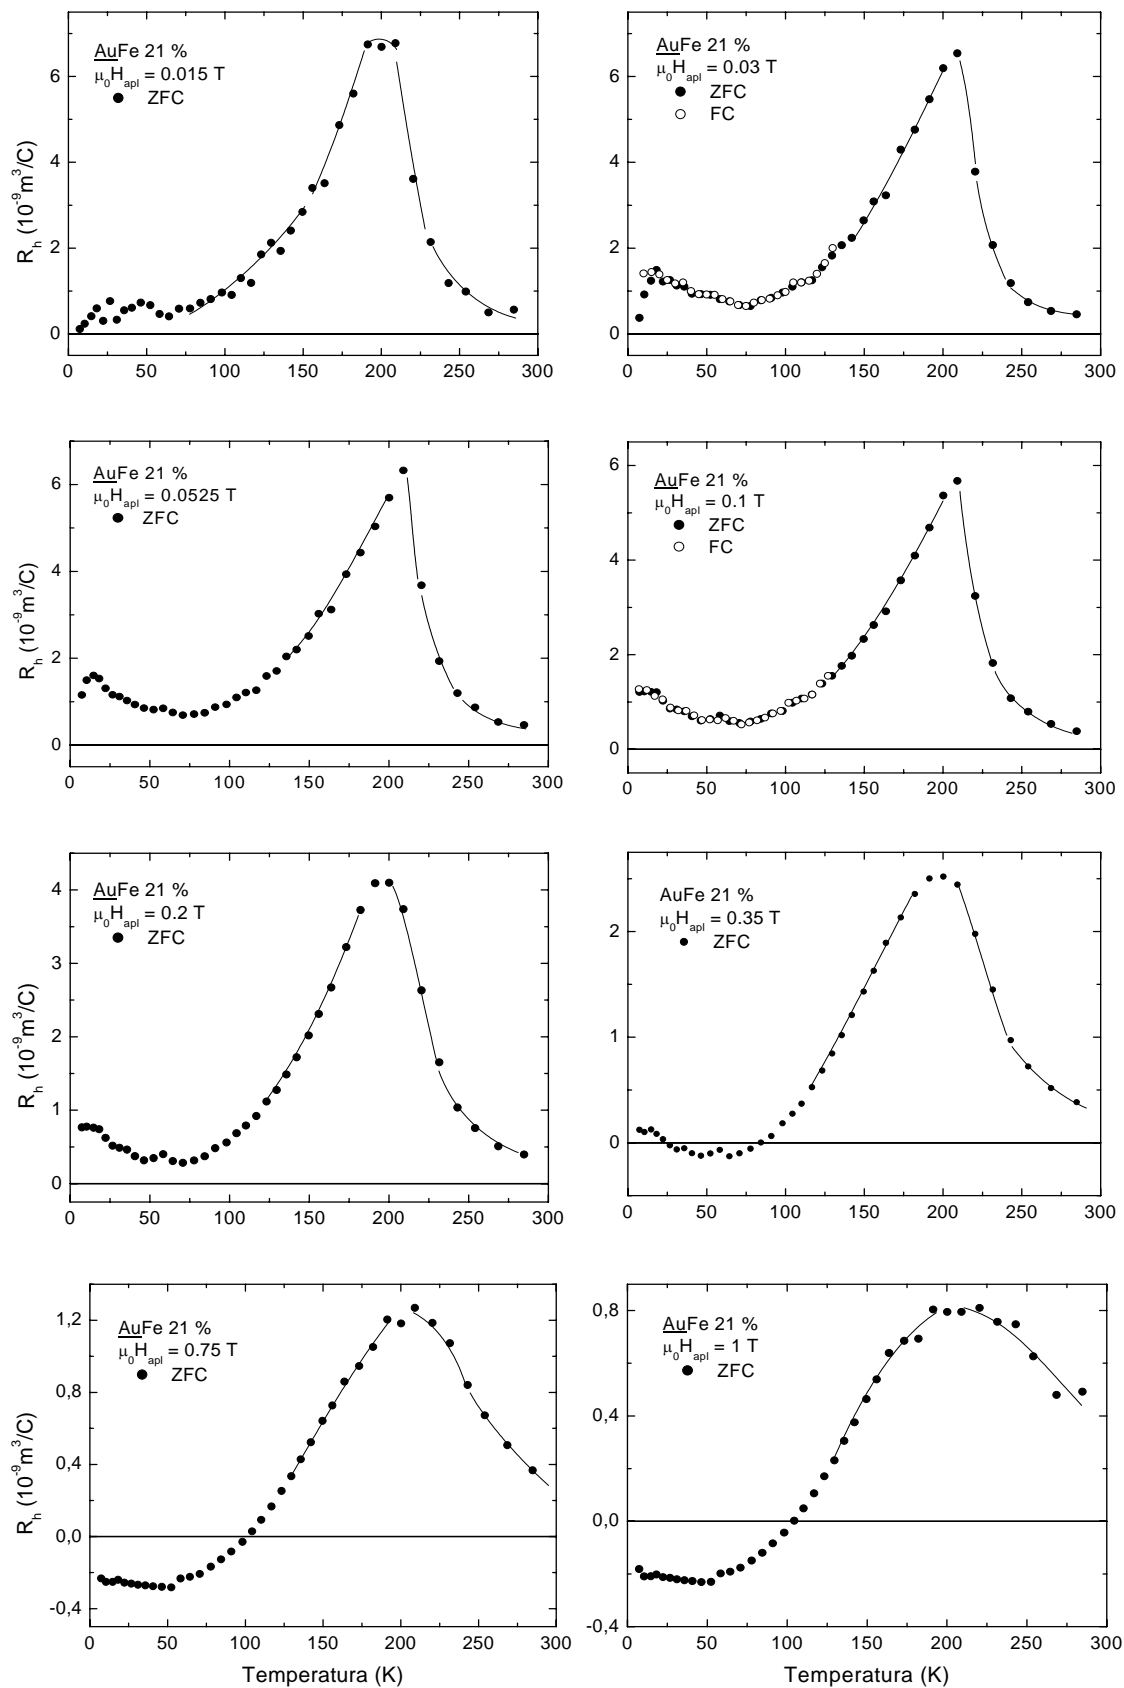 AuFe 21 %
μ0Hapl = 0.015 T
ZFC
Rh (10-9m3/C)
6
4
2
0
0 50 100 150 200 250 300
AuFe 21 %
μ0Hapl = 0.03 T
ZFC
FC
6
4
2
0
0 50 100 150 200 250 300
AuFe 21 %
μ0Hapl = 0.0525 T
ZFC
Rh (10-9m3/C)
6
4
2
0
0 50 100 150 200 250 300
AuFe 21 %
μ0Hapl = 0.1 T
ZFC
FC
6
4
2
0
0 50 100 150 200 250 300
AuFe 21 %
μ0Hapl = 0.2 T
ZFC
Rh (10-9m3/C)
4
3
2
1
0
0 50 100 150 200 250 300
AuFe 21 %
μ0Hapl = 0.35 T
ZFC
2
1
0
0 50 100 150 200 250 300
AuFe 21 %
μ0Hapl = 0.75 T
ZFC
Rh (10-9m3/C)
1,2
0,8
0,4
0,0
-0,4
0 50 100 150 200 250 300
Temperatura (K)
AuFe 21 %
μ0Hapl = 1 T
ZFC
0,8
0,4
0,0
-0,4
0 50 100 150 200 250 300
Temperatura (K)